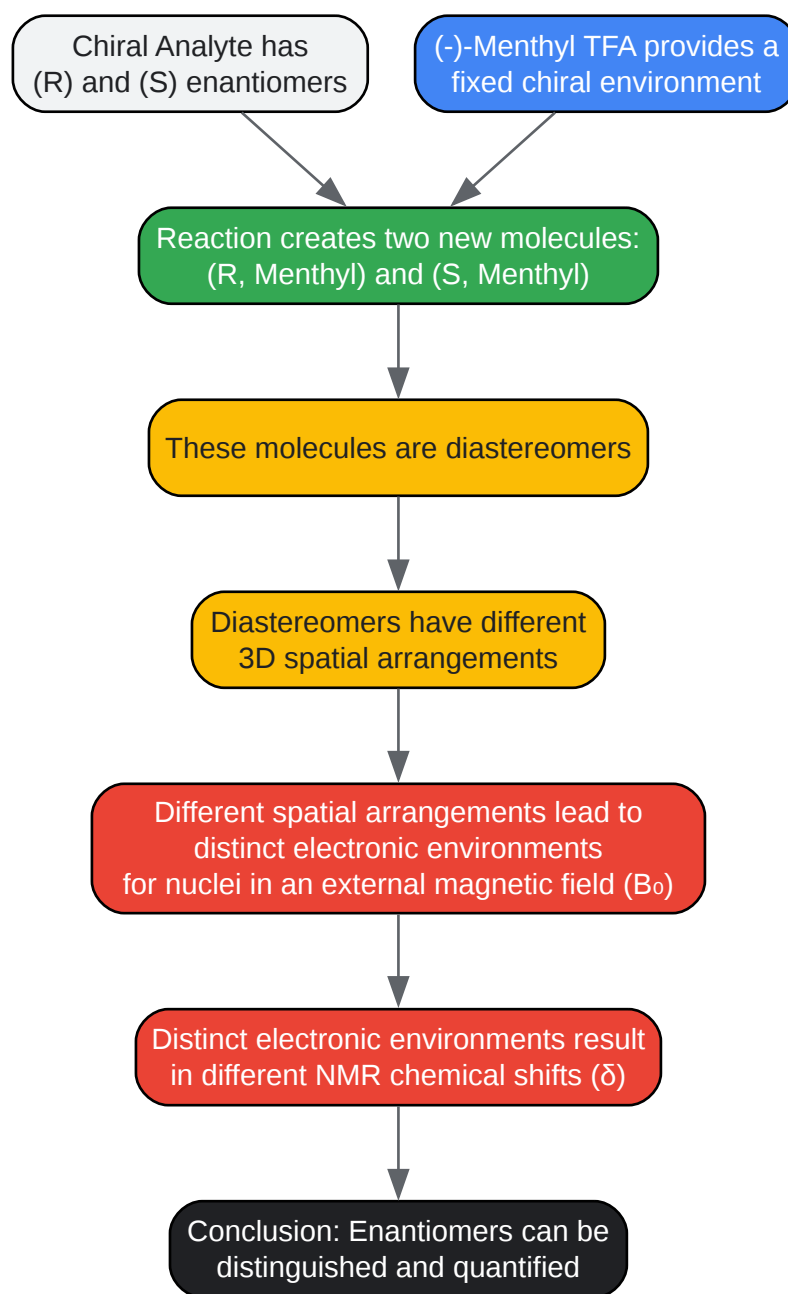 Chiral Analyte has
(R) and (S) enantiomers
(-)-Menthyl TFA provides a
fixed chiral environment
Reaction creates two new molecules:
(R, Menthyl) and (S, Menthyl)
These molecules are diastereomers
Diastereomers have different
3D spatial arrangements
Different spatial arrangements lead to
distinct electronic environments
for nuclei in an external magnetic field (B₀)
Distinct electronic environments result
in different NMR chemical shifts (δ)
Conclusion: Enantiomers can be
distinguished and quantified